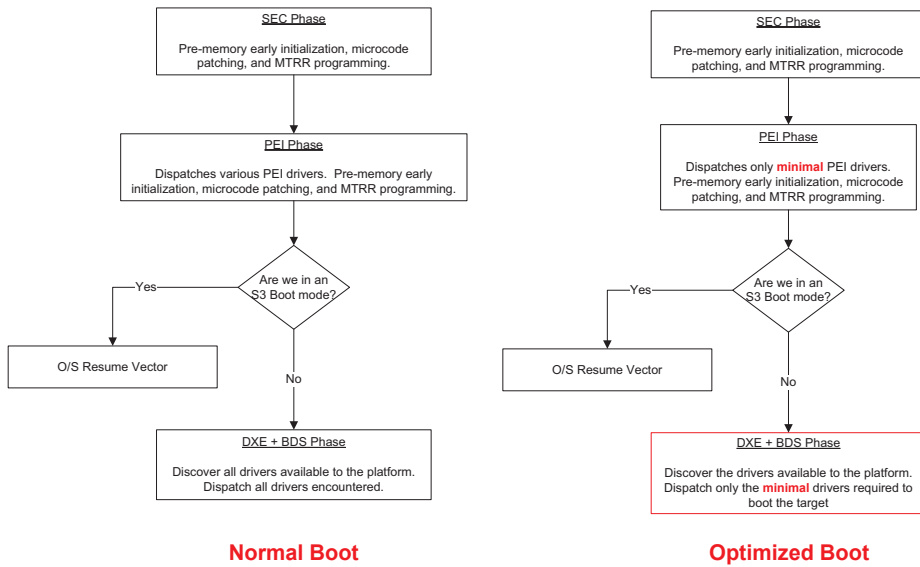 SEC Phase
Pre-memory early initialization, microcode
patching, and MTRR programming.
PEI Phase
Dispatches various PEI drivers. Pre-memory early
initialization, microcode patching, and MTRR programming.
Are we in an
S3 Boot mode?
Yes
O/S Resume Vector
No
DXE + BDS Phase
Discover all drivers available to the platform.
Dispatch all drivers encountered.
Normal Boot
SEC Phase
Pre-memory early initialization, microcode
patching, and MTRR programming.
PEI Phase
Dispatches only minimal PEI drivers.
Pre-memory early initialization, microcode
patching, and MTRR programming.
Are we in an
S3 Boot mode?
Yes
O/S Resume Vector
No
DXE + BDS Phase
Discover the drivers available to the platform.
Dispatch only the minimal drivers required to
boot the target
Optimized Boot